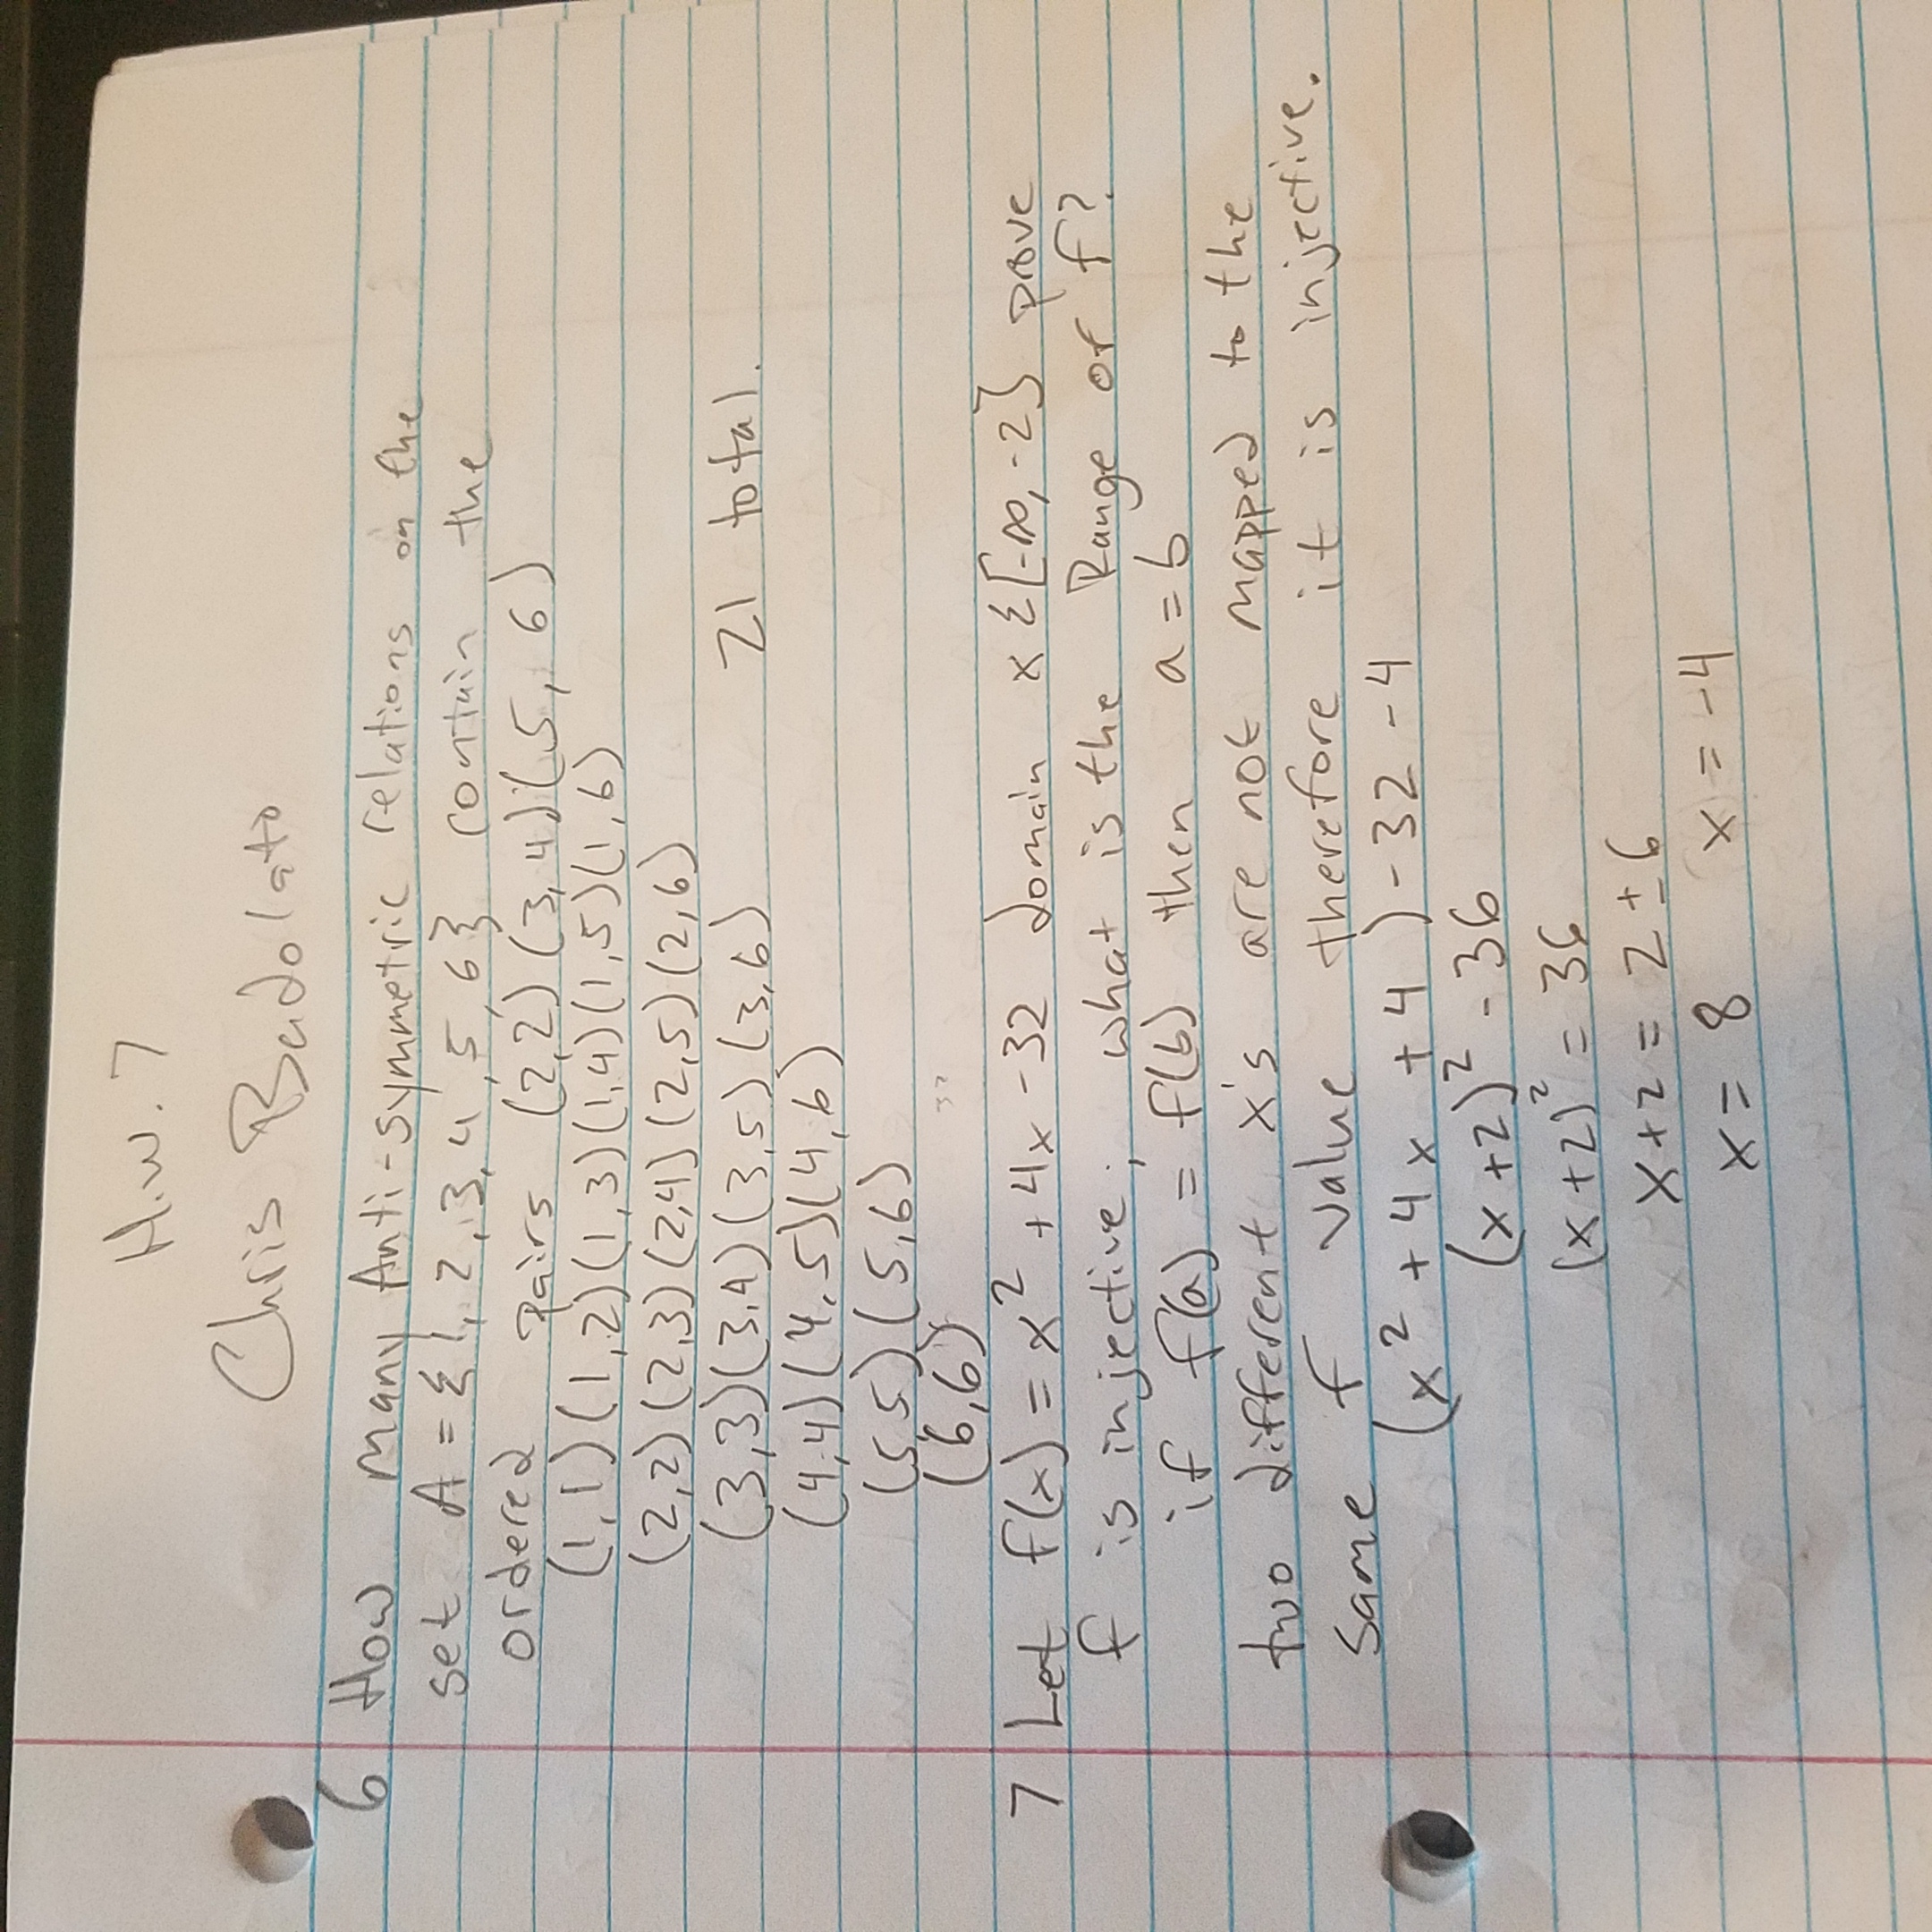 H.W. 7
Chris Badolato
6 How many Anti-symmetric relations on the
set A = {1, 2, 3, 4, 5, 6} contain the
ordered pairs (2,2) (3,4) (5, 6)
(1,1) (1,2) (1,3) (1,4) (1,5) (1,6)
(2,2) (2,3) (2,4) (2,5) (2,6)
(3,3) (3,4) (3,5) (3,6) 21 total.
(4,4) (4,5) (4,6)
(5,5) (5,6)
(6,6)
7 Let f(x) = x² + 4x - 32 domain x {[-∞, -2} prove
f is injective; what is the Range of f?
if f(a) = f(b) then a = b
two different x's are not mapped to the
same f value therefore it is injective.
(x² + 4x + 4) - 32 - 4
(x + 2)² - 36
(x + 2)² = 36
x + 2 = 2 ± 6
x = 8 x = -4